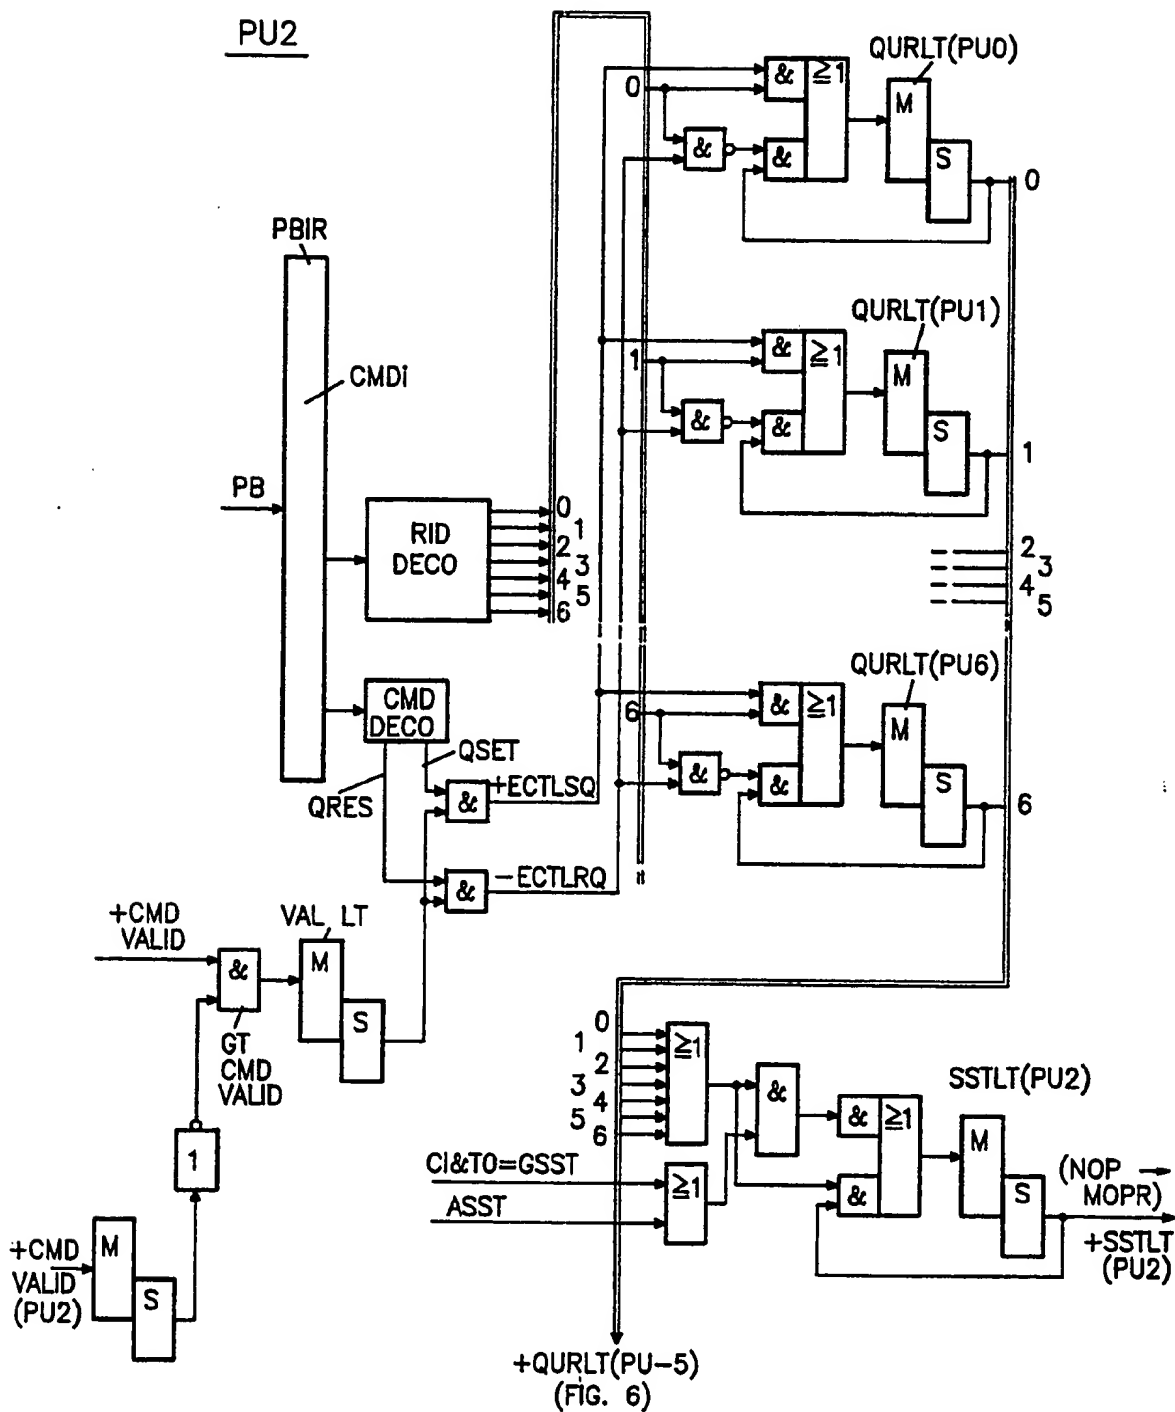 PU2
QURLT(PU0)
0
&
≥1
M
&
&
S
0
PBIR
CMDi
QURLT(PU1)
1
&
≥1
M
&
&
S
1
PB
RID
DECO
0
1
2
3
4
5
6
2
3
4
5
QURLT(PU6)
6
&
≥1
M
&
&
S
6
CMD
DECO
QSET
QRES
&
+ECTLSQ
&
-ECTLRQ
+CMD
VALID
VAL LT
&
M
S
GT
CMD
VALID
1
+CMD
VALID
(PU2)
M
S
0
1
2
3
4
5
6
≥1
&
SSTLT(PU2)
&
≥1
M
&
S
CI&TO=GSST
ASST
≥1
(NOP →
MOPR)
+SSTLT
(PU2)
+QURLT(PU-5)
(FIG. 6)